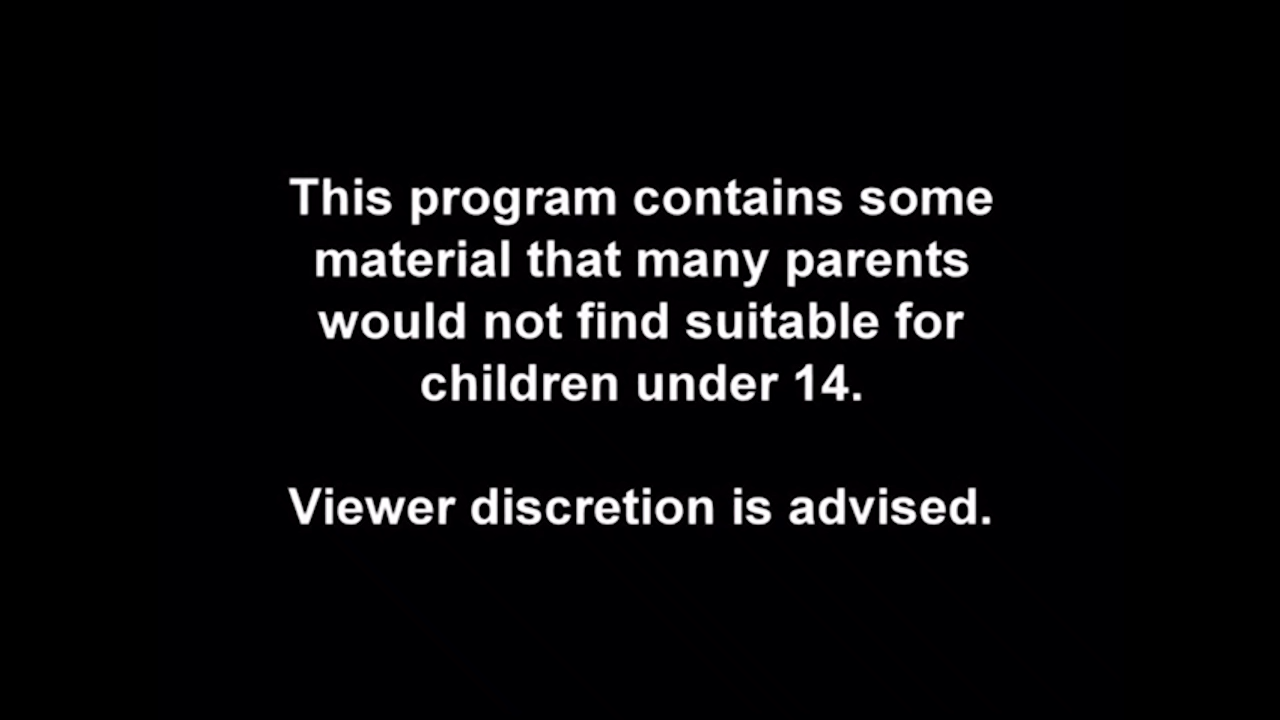 This program contains some
material that many parents
would not find suitable for
children under 14.
Viewer discretion is advised.